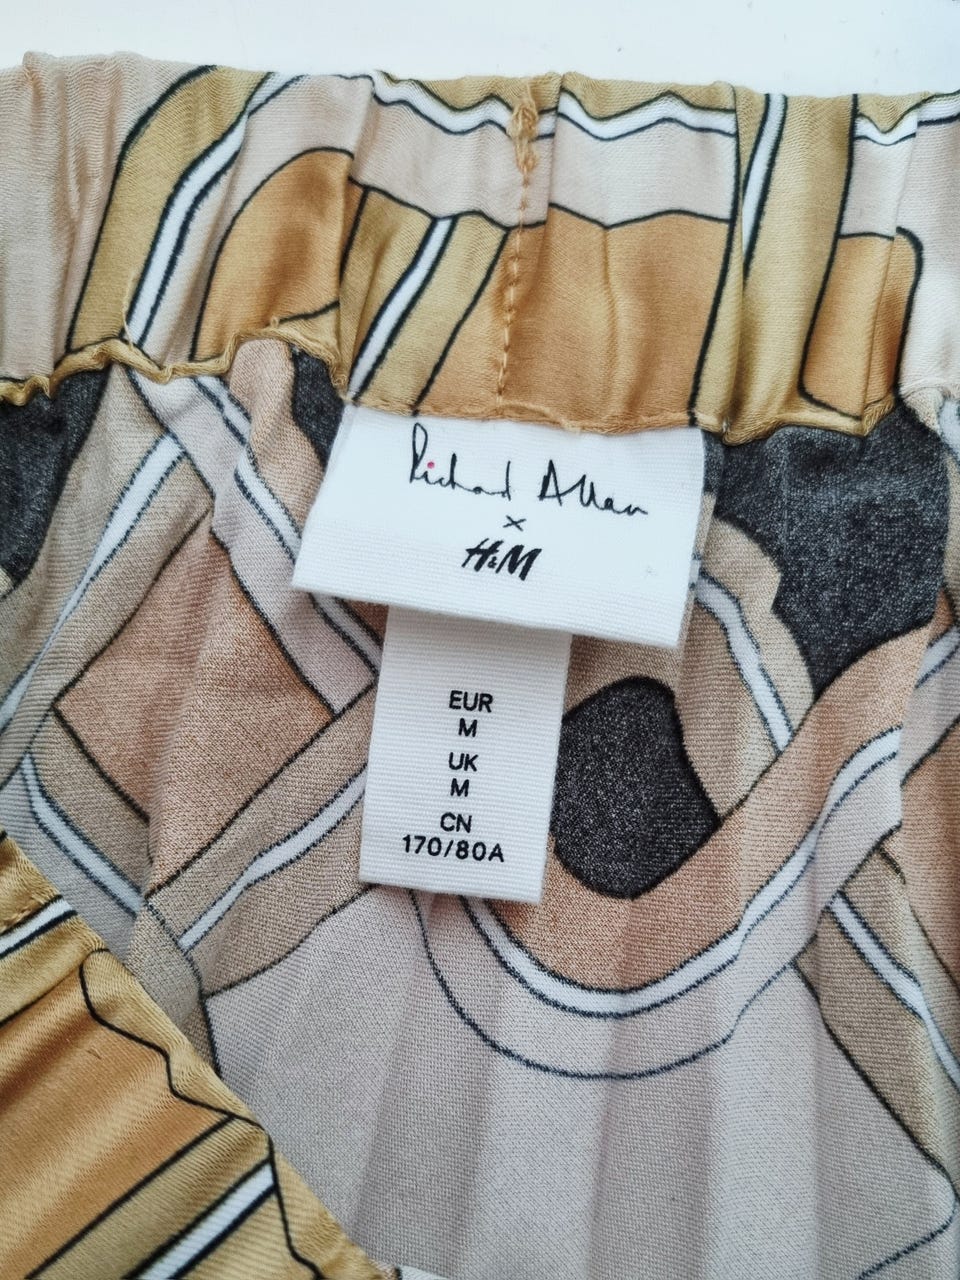 Richard Allan
×
H&M
EUR
M
UK
M
CN
170/80A